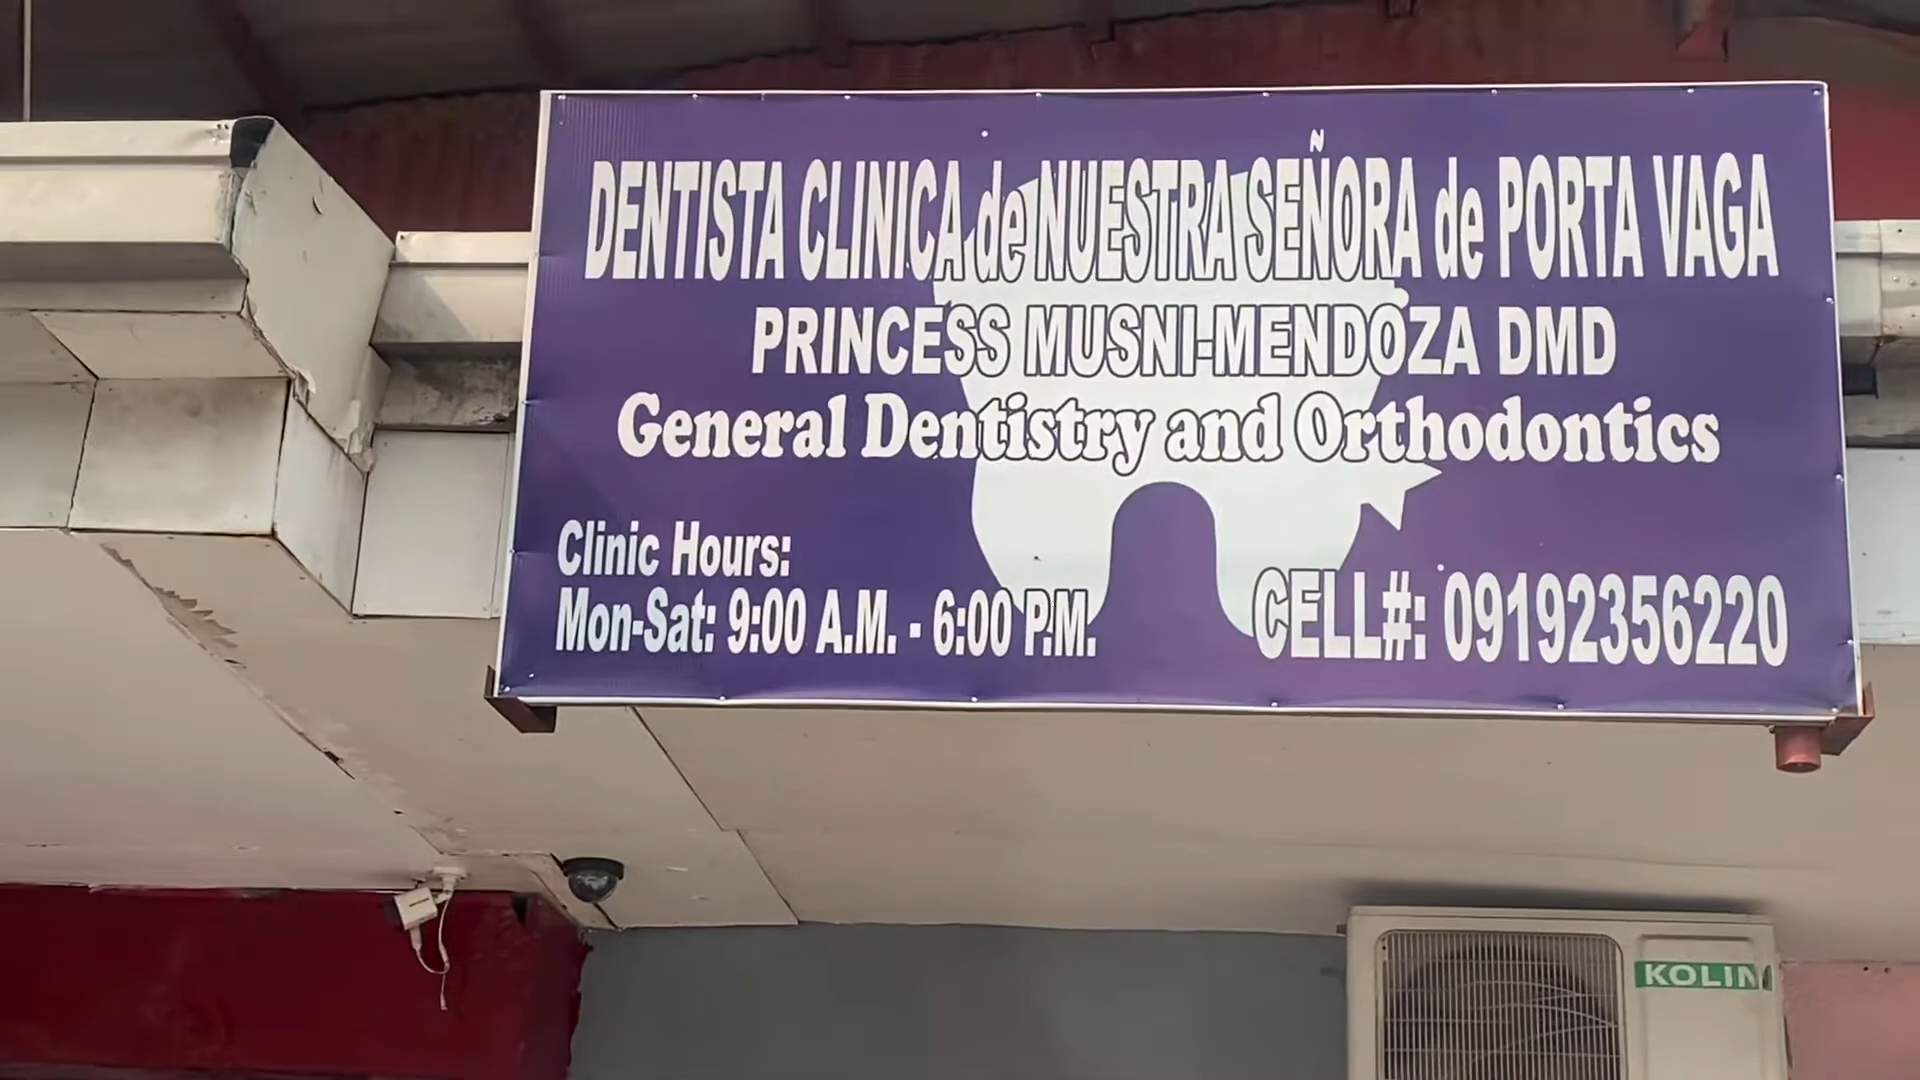 DENTISTA CLINICA de NUESTRA SEÑORA de PORTA VAGA
PRINCESS MUSNI-MENDOZA DMD
General Dentistry and Orthodontics
Clinic Hours:
Mon-Sat: 9:00 A.M. - 6:00 P.M.
CELL#: 09192356220
KOLIN